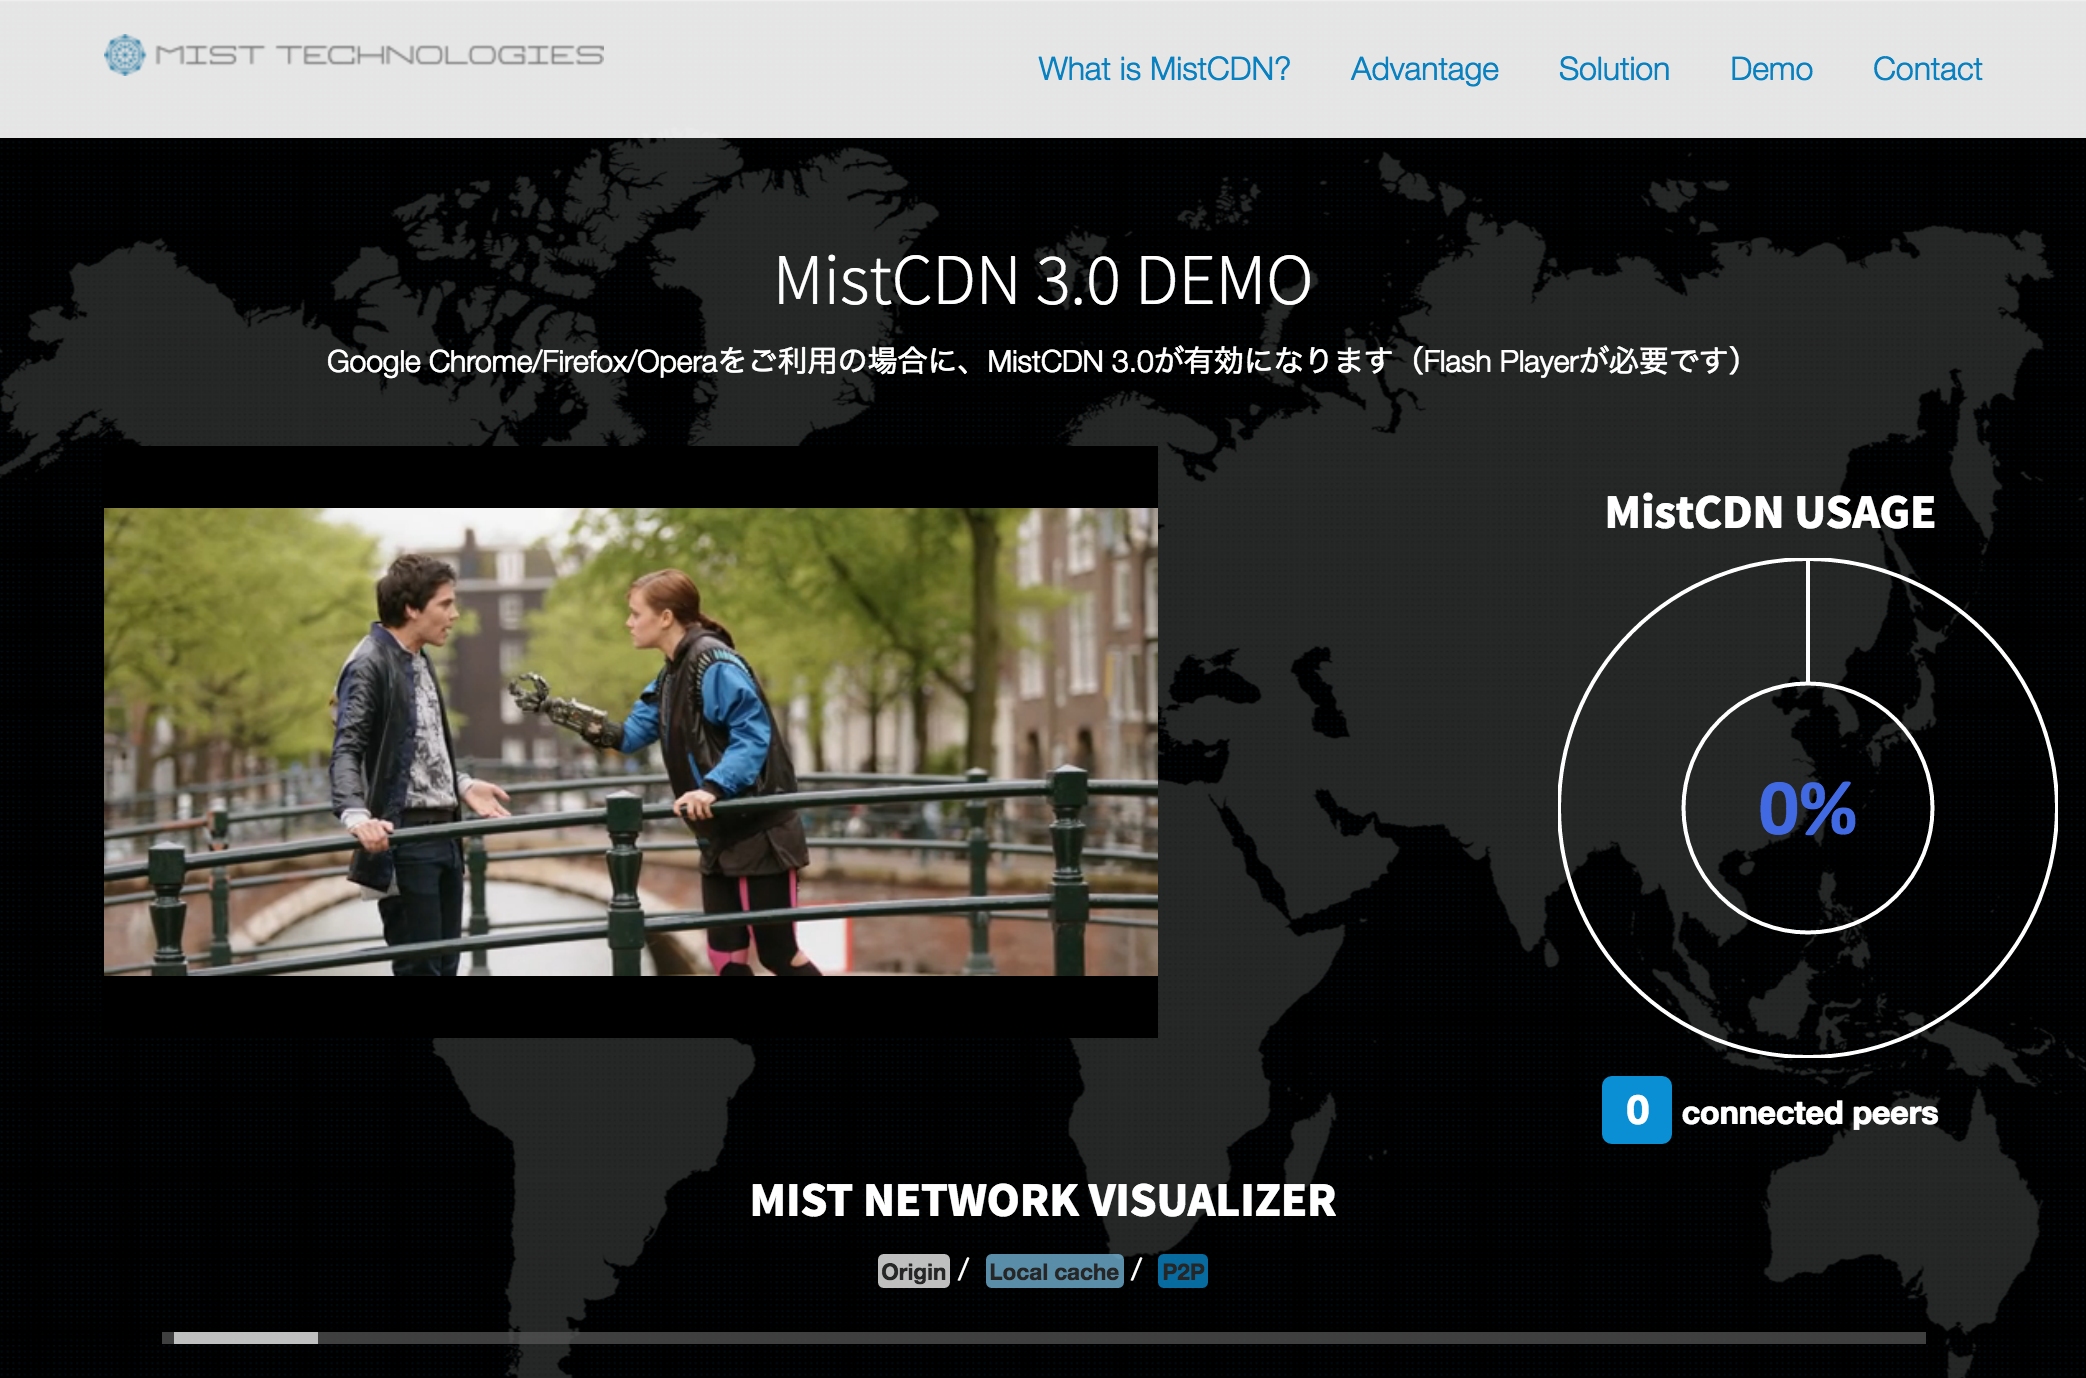 MIST TECHNOLOGIES
What is MistCDN? Advantage Solution Demo Contact
MistCDN 3.0 DEMO
Google Chrome/Firefox/Operaをご利用の場合に、MistCDN 3.0が有効になります（Flash Playerが必要です）
MistCDN USAGE
0%
0 connected peers
MIST NETWORK VISUALIZER
Origin / Local cache / P2P